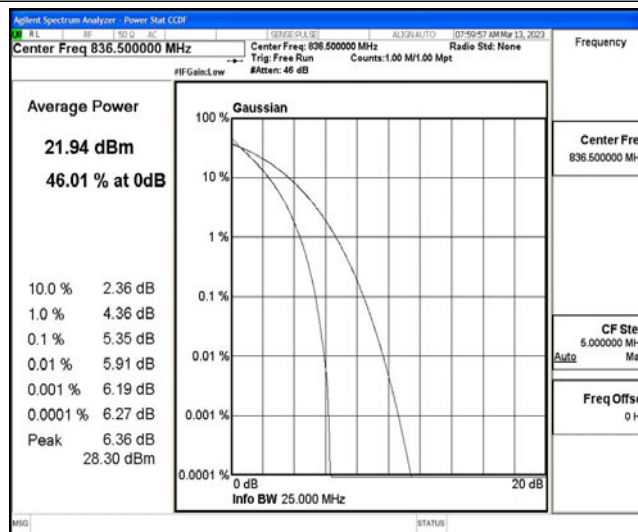 Agilent Spectrum Analyzer - Power Stat CCDF
RL RF 50 Ω AC SENSE:PULSE ALIGN AUTO 07:59:57 AM Mar 13, 2023
Center Freq 836.500000 MHz
Center Freq: 836.500000 MHz Radio Std: None
Trig: Free Run Counts:1.00 M/1.00 Mpt
#IFGain:Low #Atten: 46 dB
Frequency
Average Power
21.94 dBm
46.01 % at 0dB
10.0 % 2.36 dB
1.0 % 4.36 dB
0.1 % 5.35 dB
0.01 % 5.91 dB
0.001 % 6.19 dB
0.0001 % 6.27 dB
Peak 6.36 dB
28.30 dBm
Gaussian
100 %
10 %
1 %
0.1 %
0.01 %
0.001 %
0.0001 %
0 dB 20 dB
Info BW 25.000 MHz
Center Fre
836.500000 MH
CF Ste
5.000000 MH
Auto Ma
Freq Offse
0 H
MSG STATUS